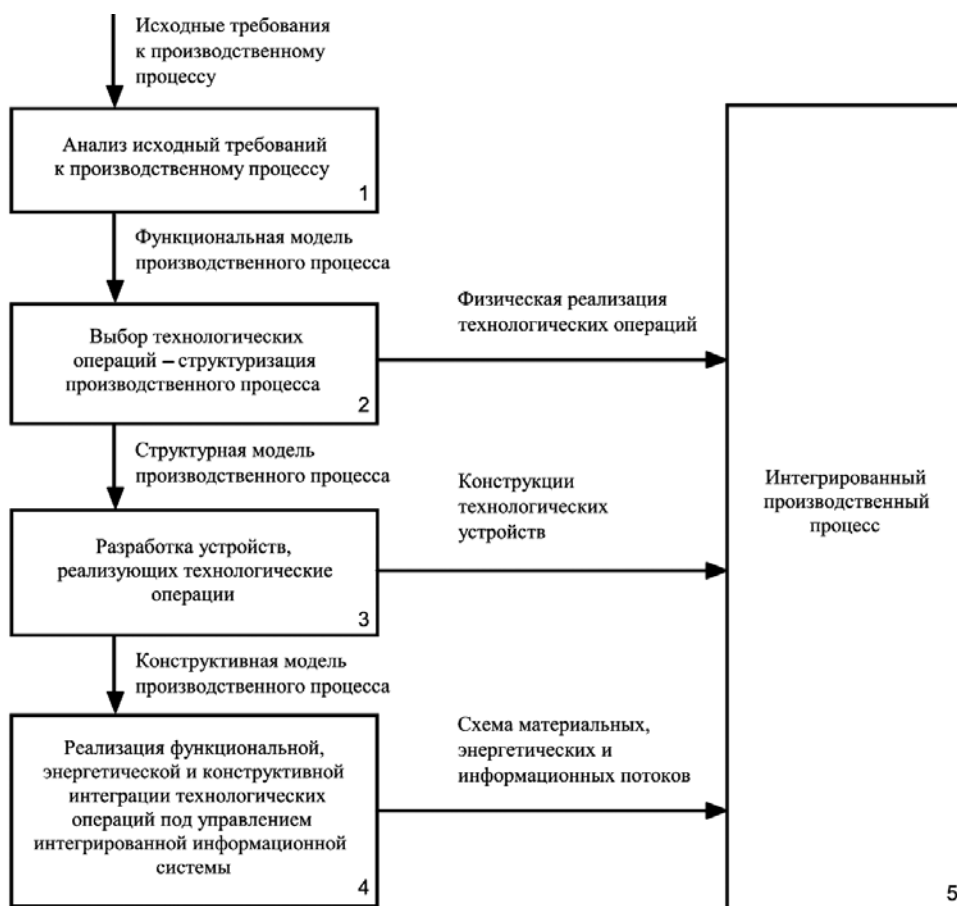 Исходные требования
к производственному
процессу
Анализ исходный требований
к производственному процессу
1
Функциональная модель
производственного процесса
Выбор технологических
операций – структуризация
производственного процесса
2
Физическая реализация
технологических операций
Структурная модель
производственного процесса
Конструкции
технологических
устройств
Разработка устройств,
реализующих технологические
операции
3
Конструктивная модель
производственного процесса
Реализация функциональной,
энергетической и конструктивной
интеграции технологических
операций под управлением
интегрированной информационной
системы
4
Схема материальных,
энергетических и
информационных потоков
Интегрированный
производственный
процесс
5